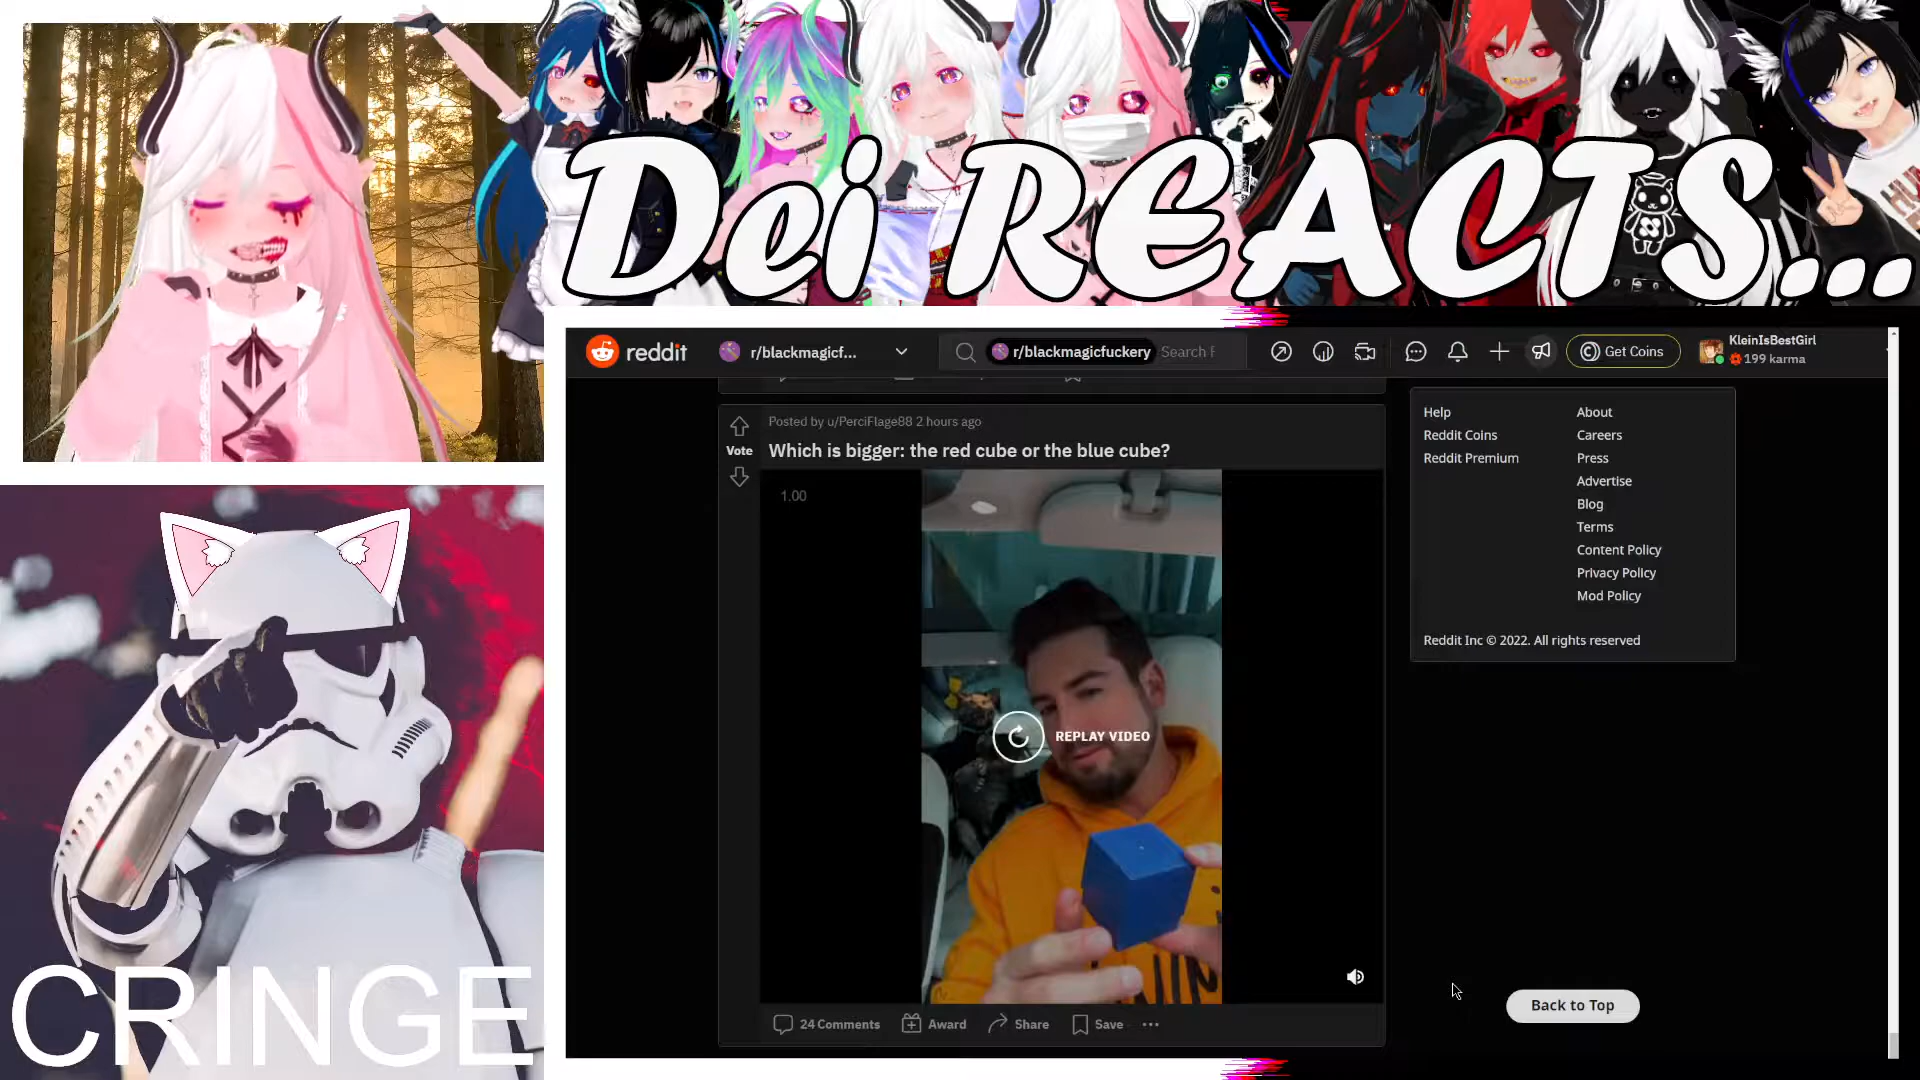 Dei REACTS...
reddit
r/blackmagicf...
r/blackmagicfuckery Search f
Get Coins
KleinIsBestGirl
199 karma
Posted by u/PerciFlage88 2 hours ago
Which is bigger: the red cube or the blue cube?
Vote
1.00
REPLAY VIDEO
24 Comments
Award
Share
Save
Help
Reddit Coins
Reddit Premium
About
Careers
Press
Advertise
Blog
Terms
Content Policy
Privacy Policy
Mod Policy
Reddit Inc © 2022. All rights reserved
Back to Top
CRINGE